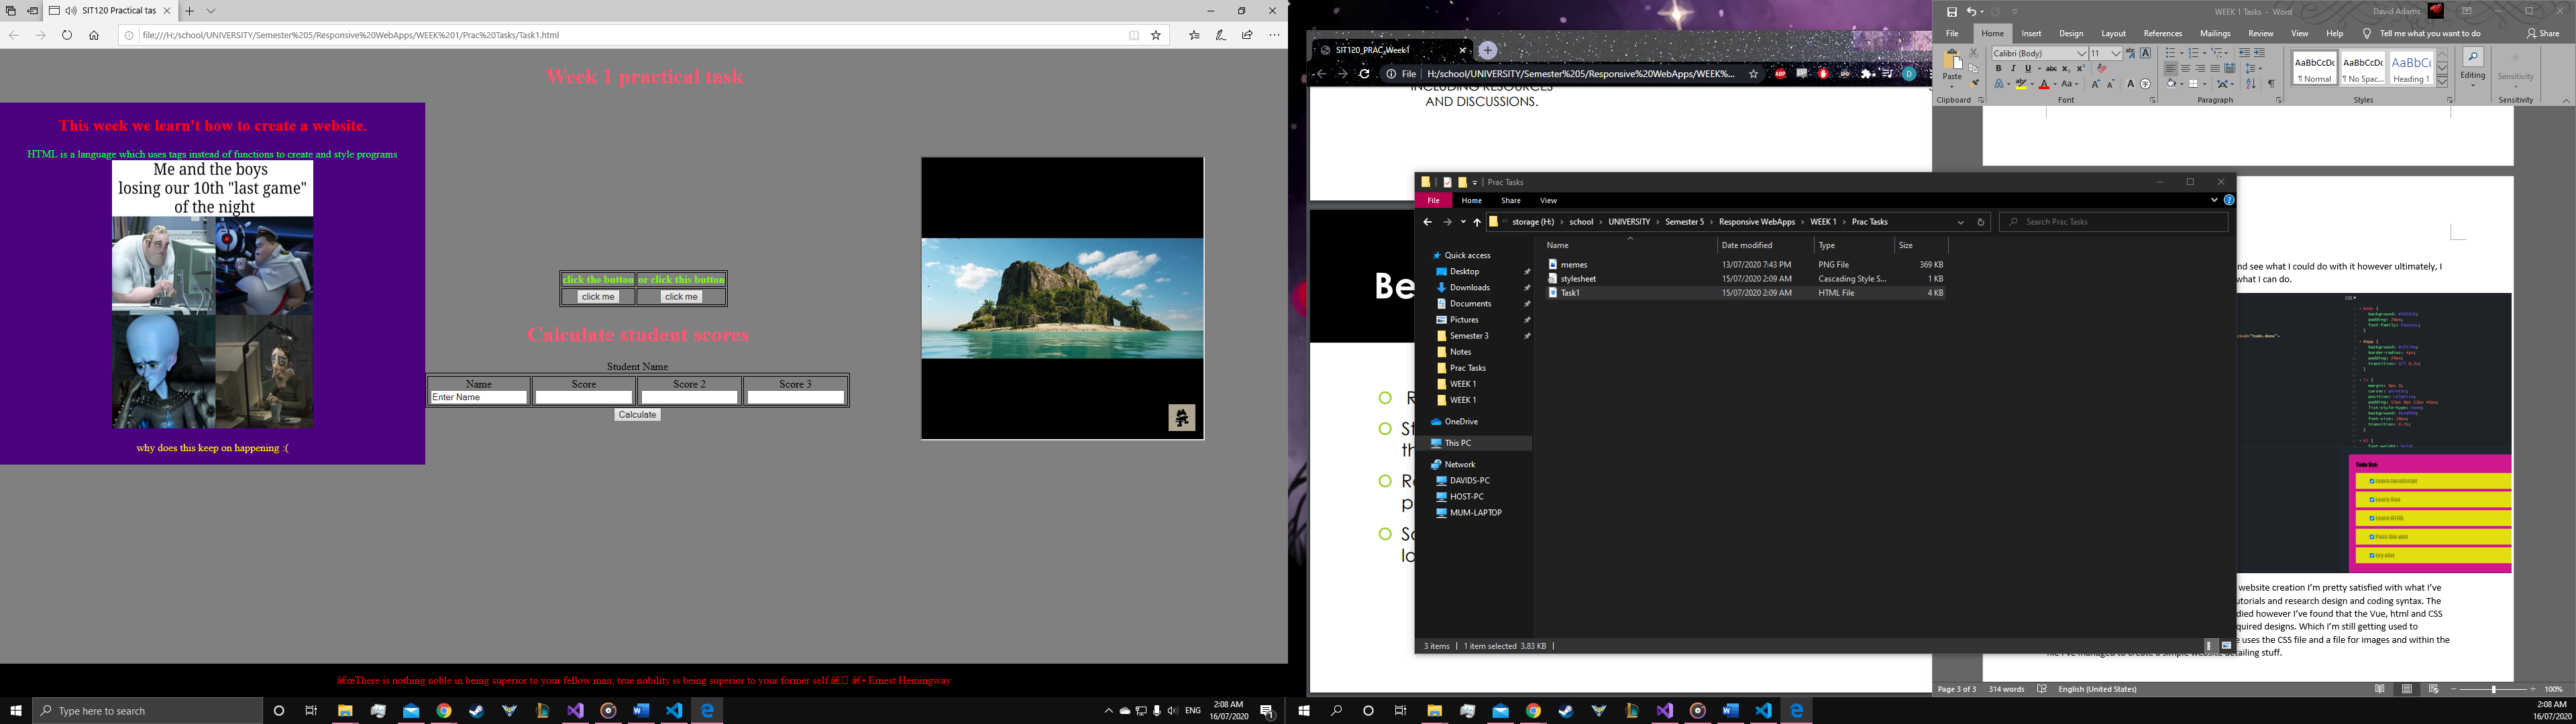 SIT120 Practical tas
file:///H:/school/UNIVERSITY/Semester%205/Responsive%20WebApps/WEEK%201/Prac%20Tasks/Task1.html
Week 1 practical task
This week we learn't how to create a website.
HTML is a language which uses tags instead of functions to create and style programs
Me and the boys
losing our 10th "last game"
of the night
why does this keep on happening :(
click the button or click this button
click me click me
Calculate student scores
Student Name
Name Score Score 2 Score 3
Enter Name
Calculate
“There is nothing noble in being superior to your fellow man; true nobility is being superior to your former self.†― Ernest Hemingway
Type here to search
ENG
2:08 AM
16/07/2020
SIT120_PRAC_Week1
File H:/school/UNIVERSITY/Semester%205/Responsive%20WebApps/WEEK%...
D
INCLUDING RESOURCES
AND DISCUSSIONS.
Be
R
St
th
Re
p
So
lo
Prac Tasks
File Home Share View
storage (H:) school UNIVERSITY Semester 5 Responsive WebApps WEEK 1 Prac Tasks
Search Prac Tasks
Quick access
Desktop
Downloads
Documents
Pictures
Semester 3
Notes
Prac Tasks
WEEK 1
WEEK 1
OneDrive
This PC
Network
DAVIDS-PC
HOST-PC
MUM-LAPTOP
Name Date modified Type Size
memes 13/07/2020 7:43 PM PNG File 369 KB
stylesheet 15/07/2020 2:09 AM Cascading Style S... 1 KB
Task1 15/07/2020 2:09 AM HTML File 4 KB
3 items 1 item selected 3.83 KB
WEEK 1 Tasks - Word
David Adams
File Home Insert Design Layout References Mailings Review View Help Tell me what you want to do Share
Calibri (Body) 11
Paste
AaBbCcDc AaBbCcDc AaBbCc
¶ Normal ¶ No Spac... Heading 1
Editing Sensitivity
Clipboard Font Paragraph Styles Sensitivity
nd see what I could do with it however ultimately, I
what I can do.
Learn JavaScript
Learn Vue
Learn HTML
Pass the unit
website creation I'm pretty satisfied with what I've
utorials and research design and coding syntax. The
died however I've found that the Vue, html and CSS
quired designs. Which I'm still getting used to
e uses the CSS file and a file for images and within the
file I've managed to create a simple website detailing stuff.
Page 3 of 3 314 words English (United States)
100%
2:08 AM
16/07/2020